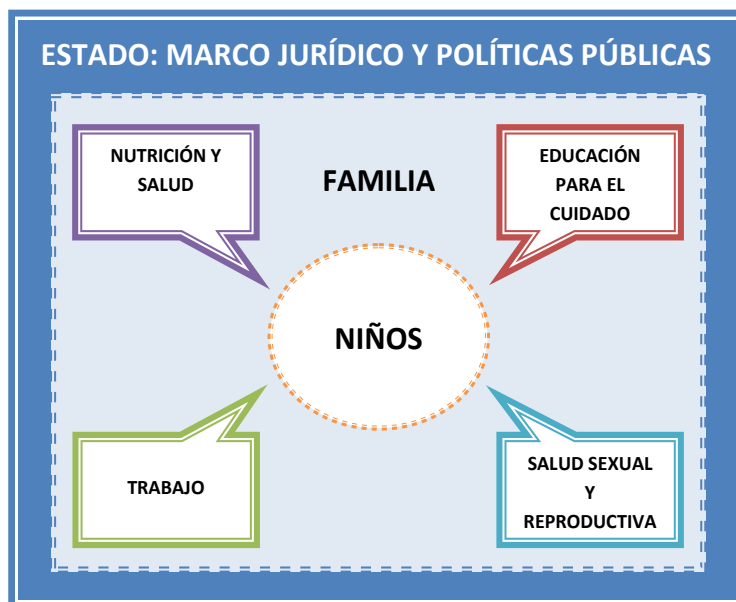 ESTADO: MARCO JURÍDICO Y POLÍTICAS PÚBLICAS
NUTRICIÓN Y
SALUD
FAMILIA
EDUCACIÓN
PARA EL
CUIDADO
NIÑOS
TRABAJO
SALUD SEXUAL
Y
REPRODUCTIVA